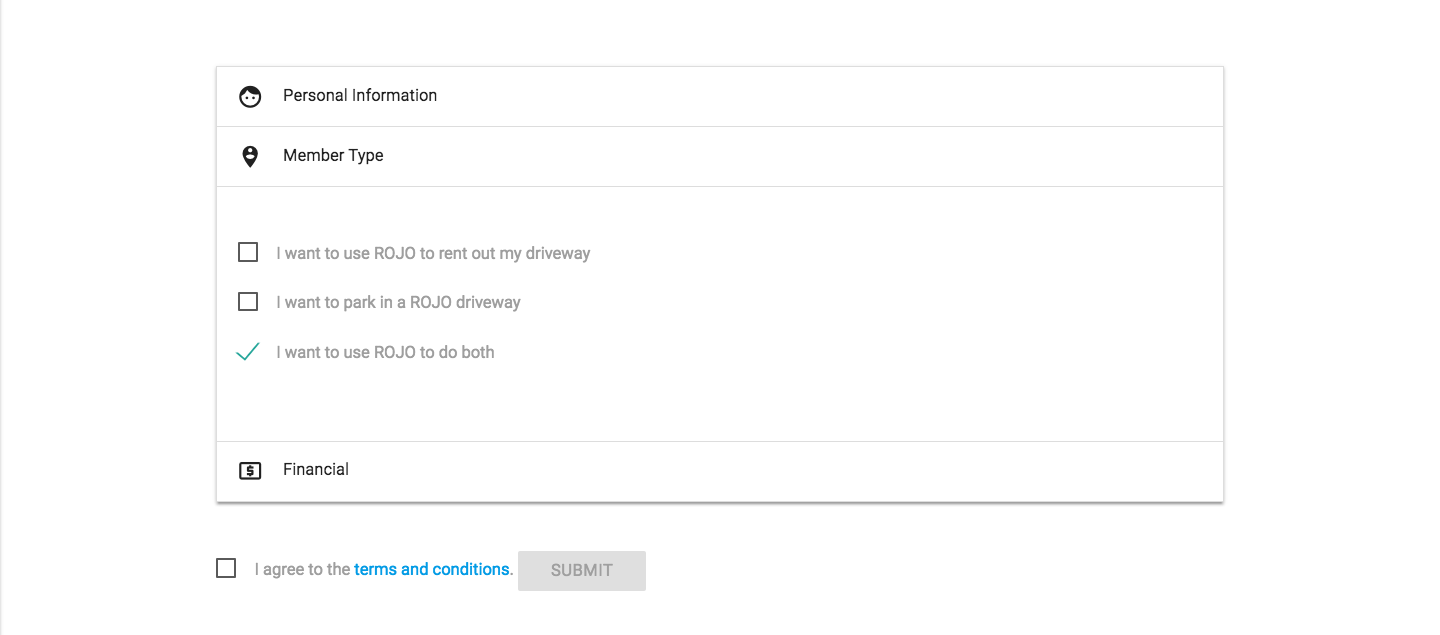 Personal Information
Member Type
I want to use ROJO to rent out my driveway
I want to park in a ROJO driveway
I want to use ROJO to do both
$ Financial
I agree to the terms and conditions. SUBMIT